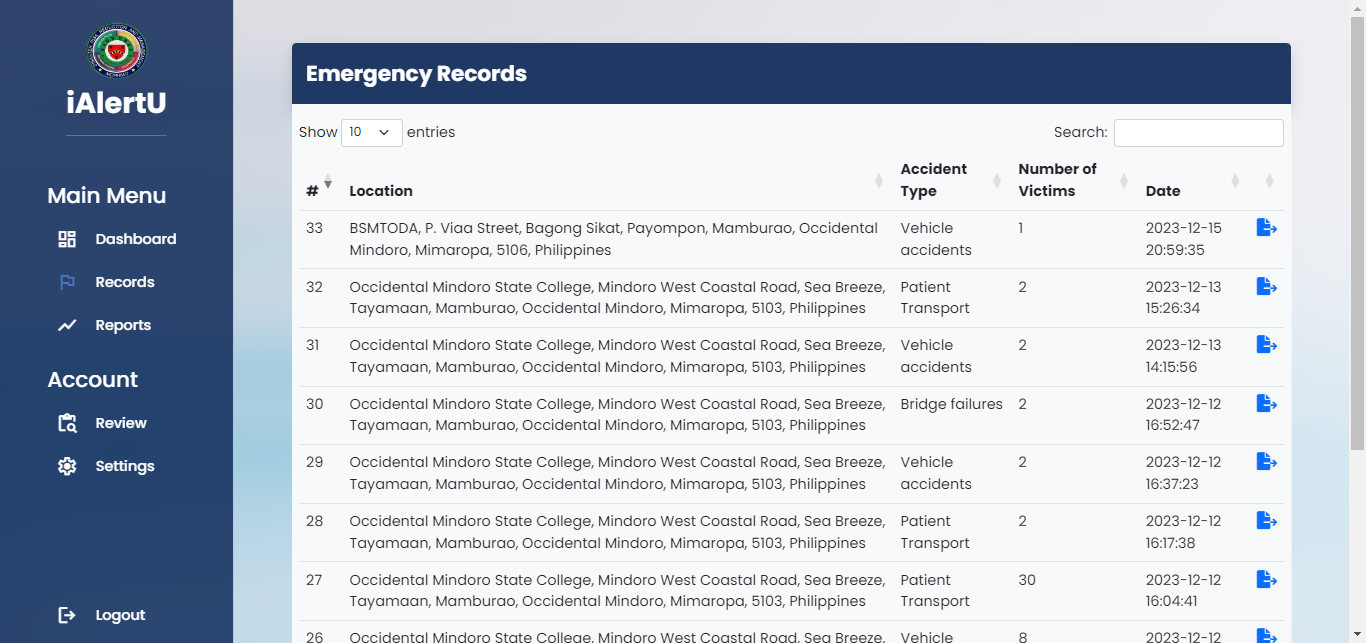 iAlertU
Main Menu
Dashboard
Records
Reports
Account
Review
Settings
Logout
Emergency Records
Show 10 entries
Search:
# Location Accident Type Number of Victims Date
33 BSMTODA, P. Viaa Street, Bagong Sikat, Payompon, Mamburao, Occidental Vehicle 1 2023-12-15
Mindoro, Mimaropa, 5106, Philippines accidents 20:59:35
32 Occidental Mindoro State College, Mindoro West Coastal Road, Sea Breeze, Patient 2 2023-12-13
Tayamaan, Mamburao, Occidental Mindoro, Mimaropa, 5103, Philippines Transport 15:26:34
31 Occidental Mindoro State College, Mindoro West Coastal Road, Sea Breeze, Vehicle 2 2023-12-13
Tayamaan, Mamburao, Occidental Mindoro, Mimaropa, 5103, Philippines accidents 14:15:56
30 Occidental Mindoro State College, Mindoro West Coastal Road, Sea Breeze, Bridge failures 2 2023-12-12
Tayamaan, Mamburao, Occidental Mindoro, Mimaropa, 5103, Philippines 16:52:47
29 Occidental Mindoro State College, Mindoro West Coastal Road, Sea Breeze, Vehicle 2 2023-12-12
Tayamaan, Mamburao, Occidental Mindoro, Mimaropa, 5103, Philippines accidents 16:37:23
28 Occidental Mindoro State College, Mindoro West Coastal Road, Sea Breeze, Patient 2 2023-12-12
Tayamaan, Mamburao, Occidental Mindoro, Mimaropa, 5103, Philippines Transport 16:17:38
27 Occidental Mindoro State College, Mindoro West Coastal Road, Sea Breeze, Patient 30 2023-12-12
Tayamaan, Mamburao, Occidental Mindoro, Mimaropa, 5103, Philippines Transport 16:04:41
26 Occidental Mindoro State College, Mindoro West Coastal Road, Sea Breeze, Vehicle 8 2023-12-12